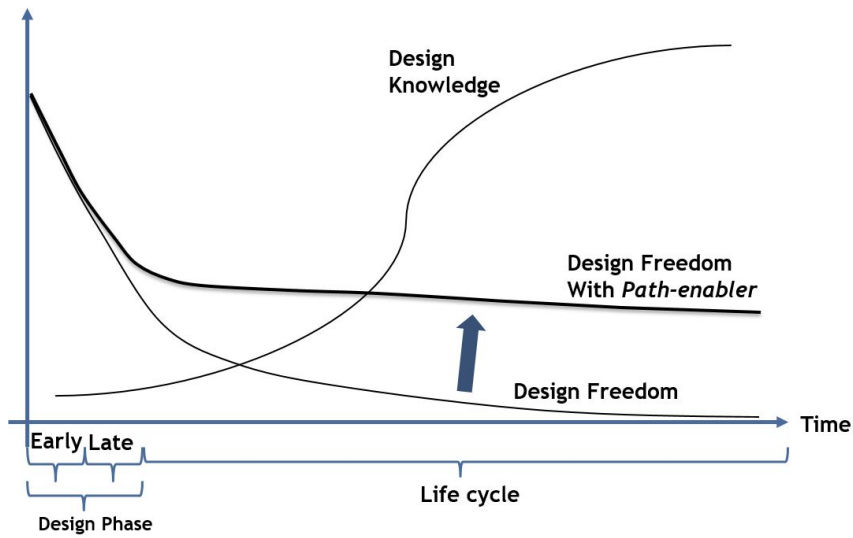 Design
Knowledge
Design Freedom
With Path-enabler
Design Freedom
Time
Early Late
Life cycle
Design Phase